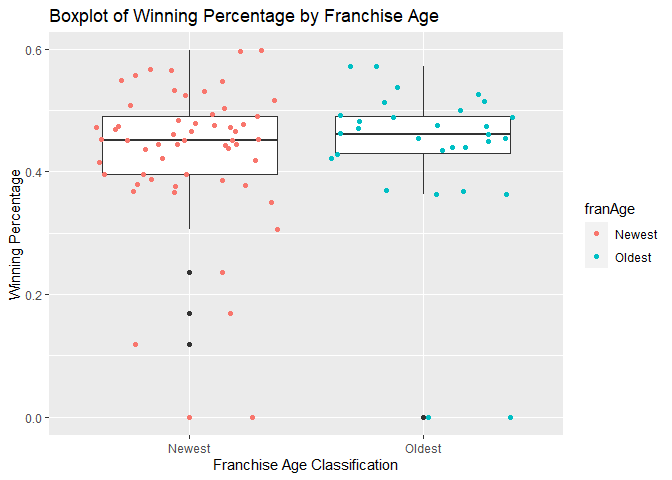 Boxplot of Winning Percentage by Franchise Age
Winning Percentage
0.6
0.4
0.2
0.0
Newest
Oldest
Franchise Age Classification
franAge
Newest
Oldest